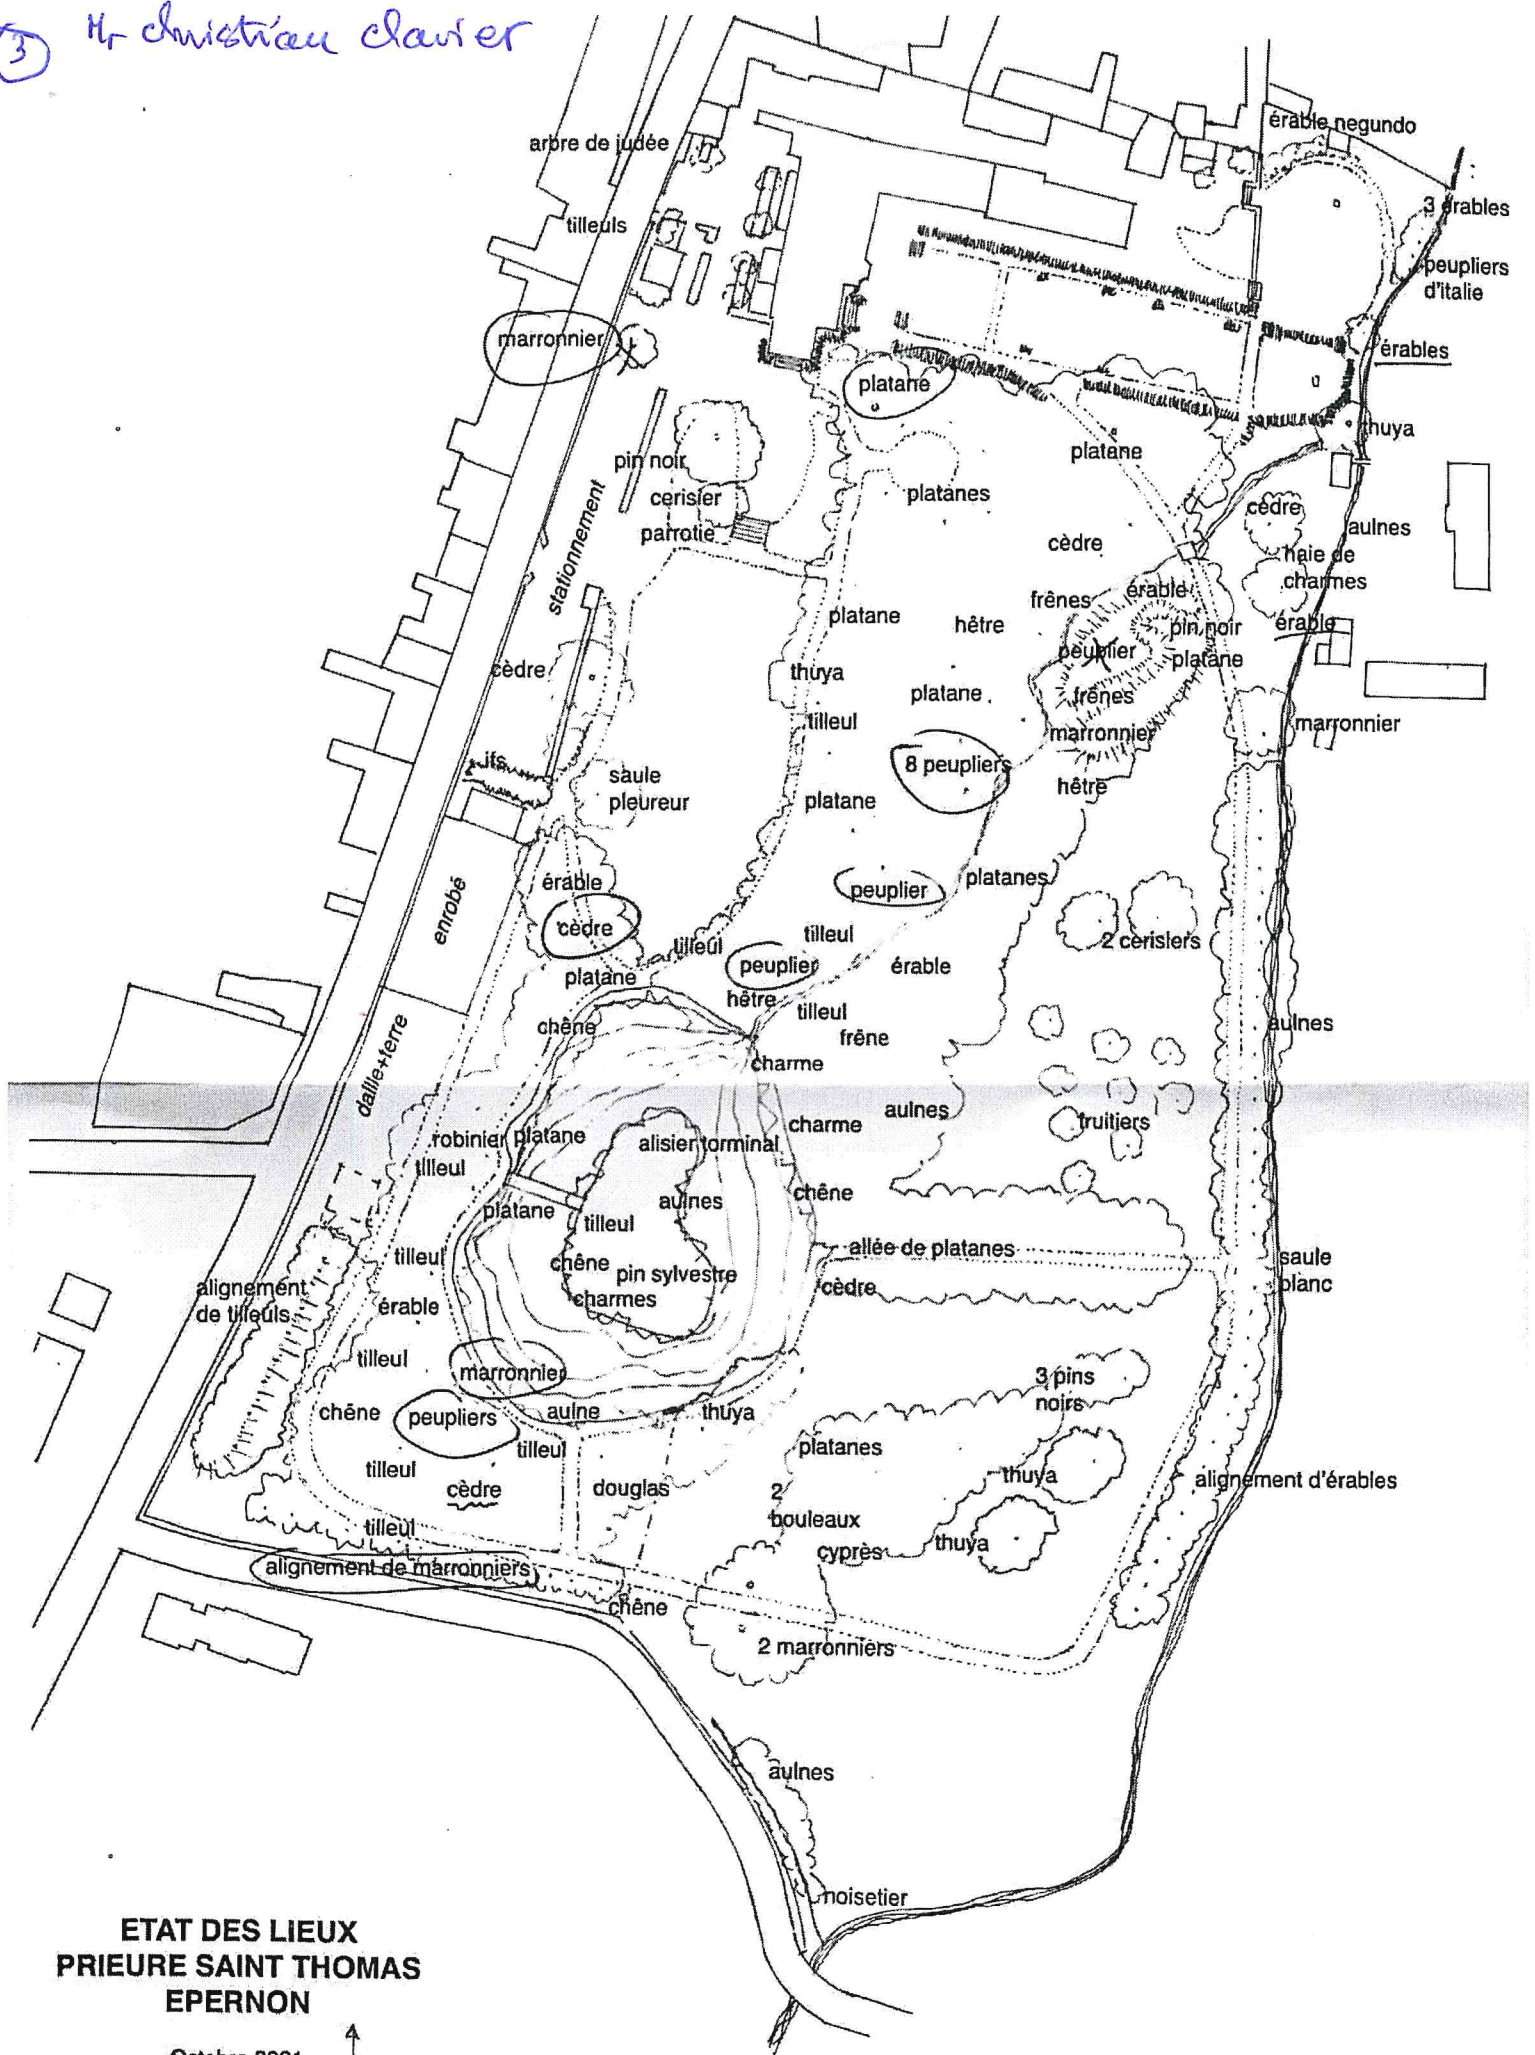 3 Mr Christian Clavier
érable negundo
arbre de judée
3 érables
tilleuls
peupliers
d'italie
marronnier
érables
platane
thuya
platane
pin noir
cerisier
platanes
parrotie
cèdre
aulnes
stationnement
cèdre
haie de
charmes
érable
frênes
platane
hêtre
pin noir
érable
peuplier
platane
cèdre
thuya
platane
frênes
tilleul
marronnier
marronnier
ifs
saule
pleureur
8 peupliers
hêtre
platane
érable
peuplier
platanes
enrobé
cèdre
tilleul
tilleul
2 cerisiers
platane
peuplier
érable
hêtre
tilleul
chêne
frêne
aulnes
charme
dalle+terre
aulnes
charme
fruitiers
robinier
platane
alisier torminal
tilleul
chêne
aulnes
platane
tilleul
allée de platanes
tilleul
chêne
saule
blanc
pin sylvestre
cèdre
alignement
de tilleuls
charmes
érable
tilleul
marronnier
3 pins
noirs
chêne
peupliers
aulne
thuya
platanes
tilleul
tilleul
thuya
alignement d'érables
cèdre
douglas
2
bouleaux
tilleul
cyprès
thuya
alignement de marronniers
chêne
2 marronniers
aulnes
noisetier
ETAT DES LIEUX
PRIEURE SAINT THOMAS
EPERNON
Octobre 2001